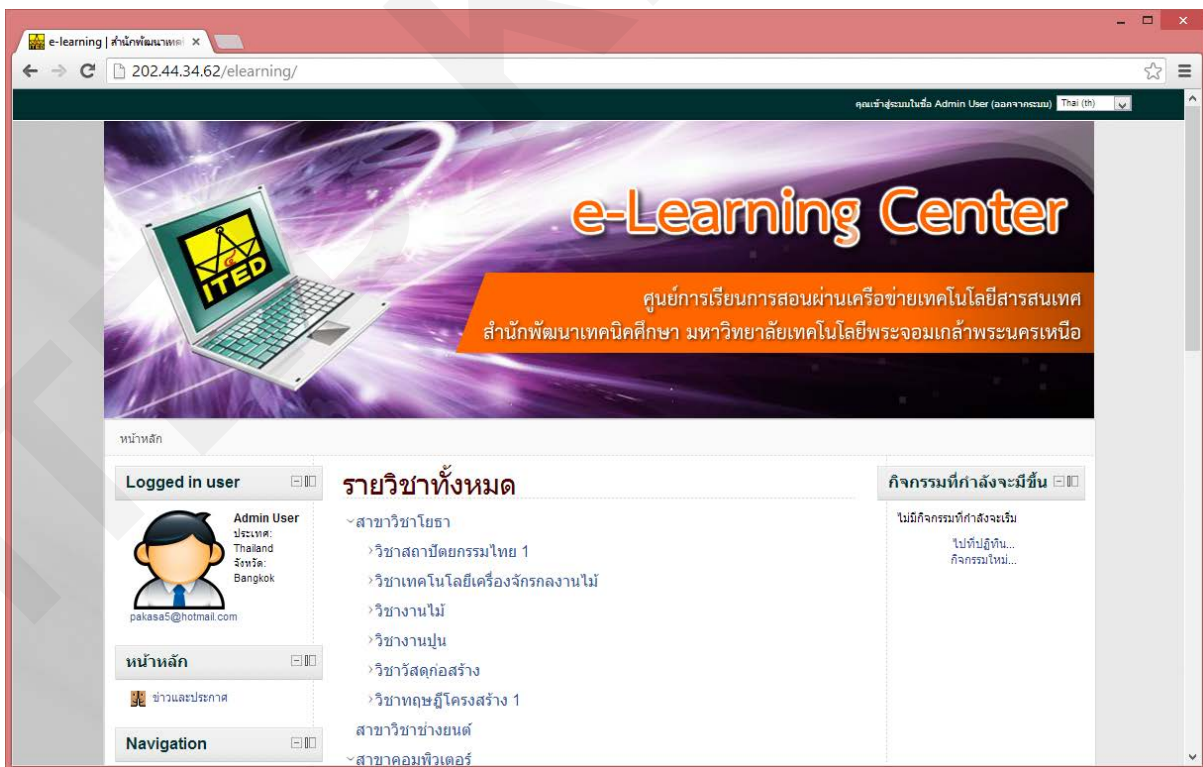 e-learning | สำนักพัฒนาเทค
202.44.34.62/elearning/
คุณเข้าสู่ระบบในชื่อ Admin User (ออกจากระบบ) Thai (th)
ITED
e-Learning Center
ศูนย์การเรียนการสอนผ่านเครือข่ายเทคโนโลยีสารสนเทศ
สำนักพัฒนาเทคนิคศึกษา มหาวิทยาลัยเทคโนโลยีพระจอมเกล้าพระนครเหนือ
หน้าหลัก
Logged in user
Admin User
ประเทศ:
Thailand
จังหวัด:
Bangkok
pakasa5@hotmail.com
หน้าหลัก
ข่าวและประกาศ
Navigation
รายวิชาทั้งหมด
สาขาวิชาโยธา
วิชาสถาปัตยกรรมไทย 1
วิชาเทคโนโลยีเครื่องจักรกลงานไม้
วิชางานไม้
วิชางานปูน
วิชาวัสดุก่อสร้าง
วิชาทฤษฎีโครงสร้าง 1
สาขาวิชาช่างยนต์
สาขาคอมพิวเตอร์
กิจกรรมที่กำลังจะมีขึ้น
ไม่มีกิจกรรมที่กำลังจะเริ่ม
ไปที่ปฏิทิน...
กิจกรรมใหม่...